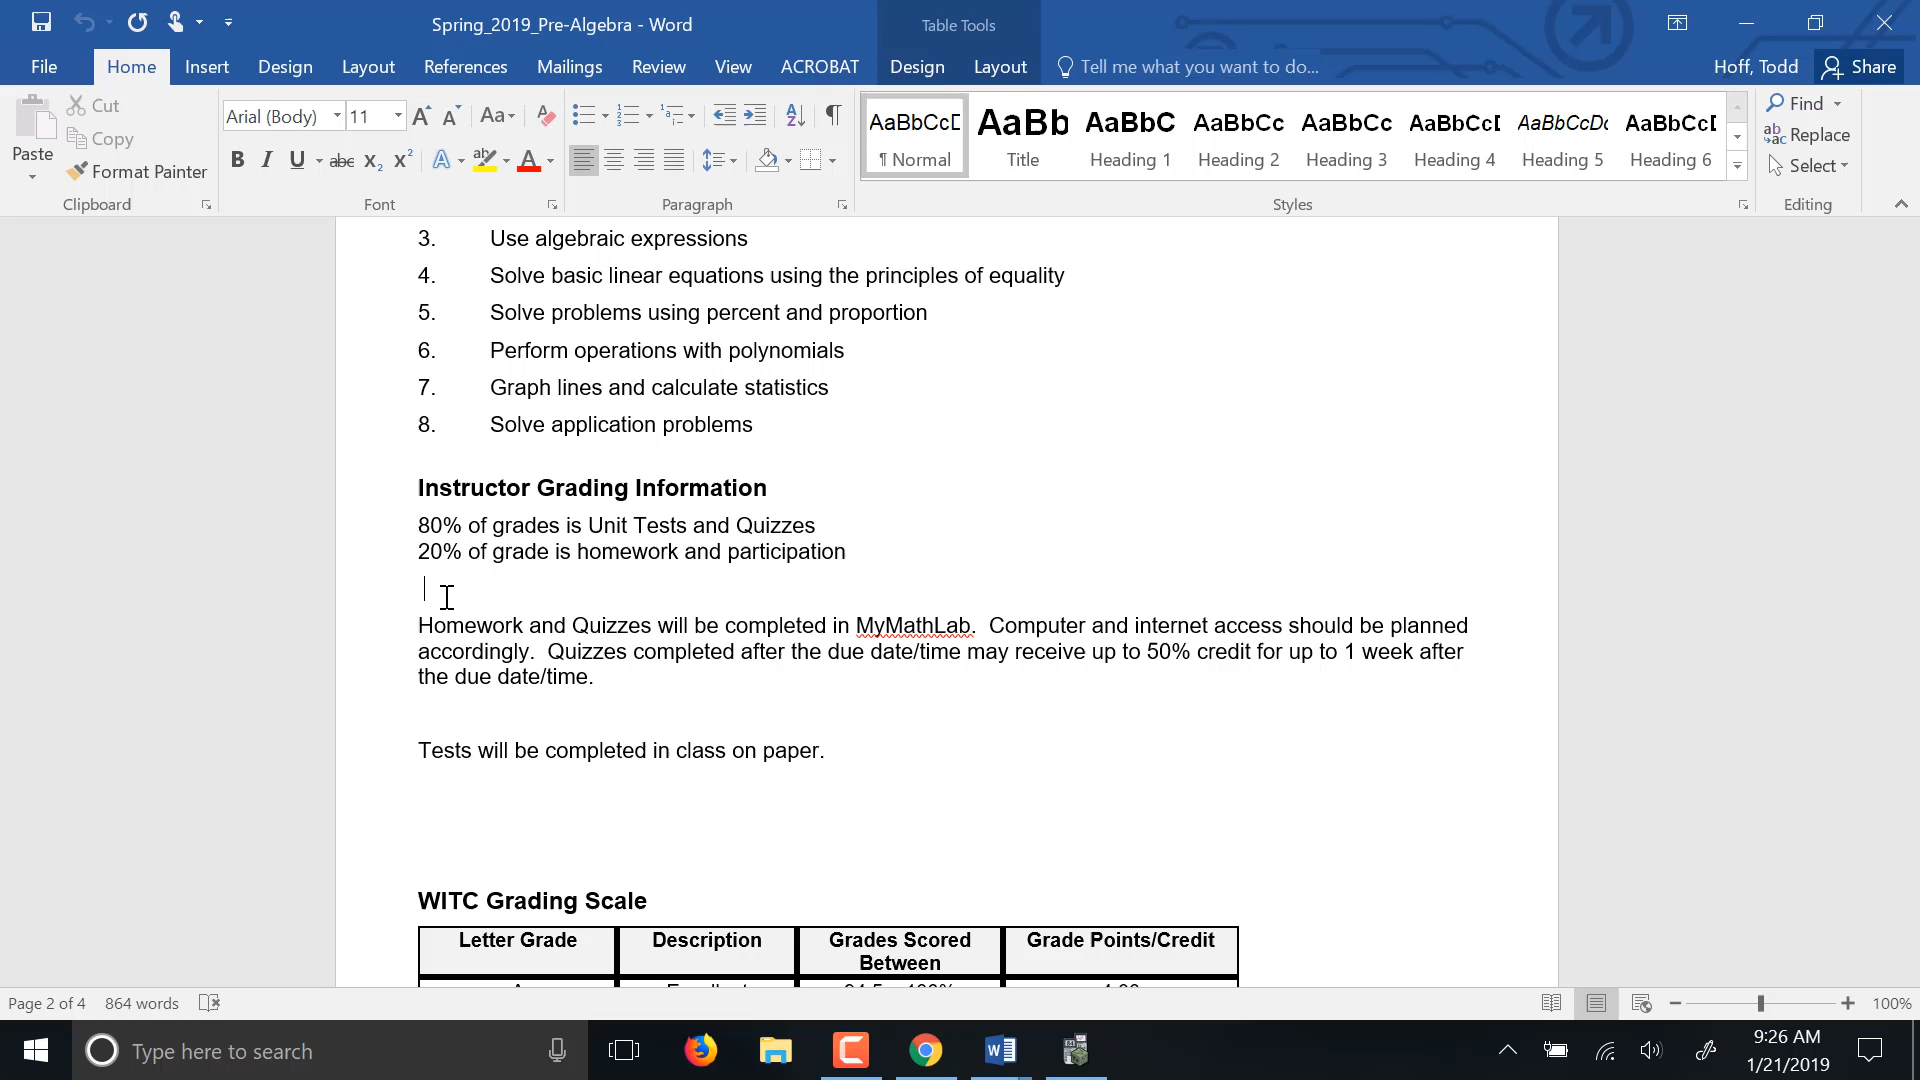 Spring_2019_Pre-Algebra - Word
Table Tools
File Home Insert Design Layout References Mailings Review View ACROBAT Design Layout Tell me what you want to do... Hoff, Todd Share
Paste
Cut
Copy
Format Painter
Clipboard
Arial (Body) 11
Font
Paragraph
AaBbCcD
¶ Normal
AaBb
Title
AaBbC
Heading 1
AaBbCc
Heading 2
AaBbCc
Heading 3
AaBbCcD
Heading 4
AaBbCcDc
Heading 5
AaBbCcD
Heading 6
Styles
Find
Replace
Select
Editing
3. Use algebraic expressions
4. Solve basic linear equations using the principles of equality
5. Solve problems using percent and proportion
6. Perform operations with polynomials
7. Graph lines and calculate statistics
8. Solve application problems
Instructor Grading Information
80% of grades is Unit Tests and Quizzes
20% of grade is homework and participation
Homework and Quizzes will be completed in MyMathLab. Computer and internet access should be planned
accordingly. Quizzes completed after the due date/time may receive up to 50% credit for up to 1 week after
the due date/time.
Tests will be completed in class on paper.
WITC Grading Scale
Letter Grade Description Grades Scored Between Grade Points/Credit
Page 2 of 4 864 words
100%
Type here to search
9:26 AM
1/21/2019